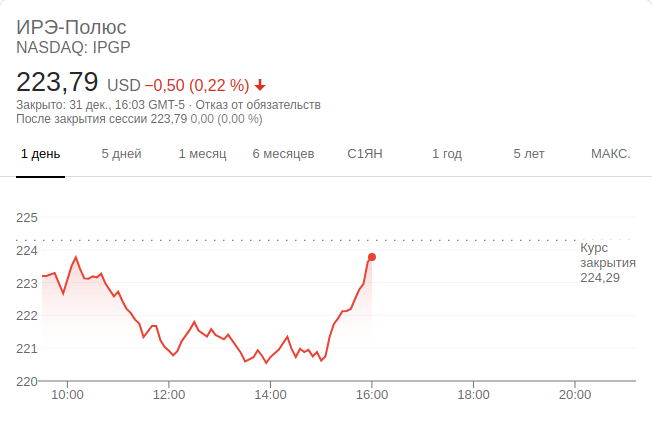 ИРЭ-Полюс
NASDAQ: IPGP
223,79 USD −0,50 (0,22 %)
Закрыто: 31 дек., 16:03 GMT-5 · Отказ от обязательств
После закрытия сессии 223,79 0,00 (0,00 %)
1 день 5 дней 1 месяц 6 месяцев С1ЯН 1 год 5 лет МАКС.
225
224
223
222
221
220
Курс
закрытия
224,29
10:00 12:00 14:00 16:00 18:00 20:00